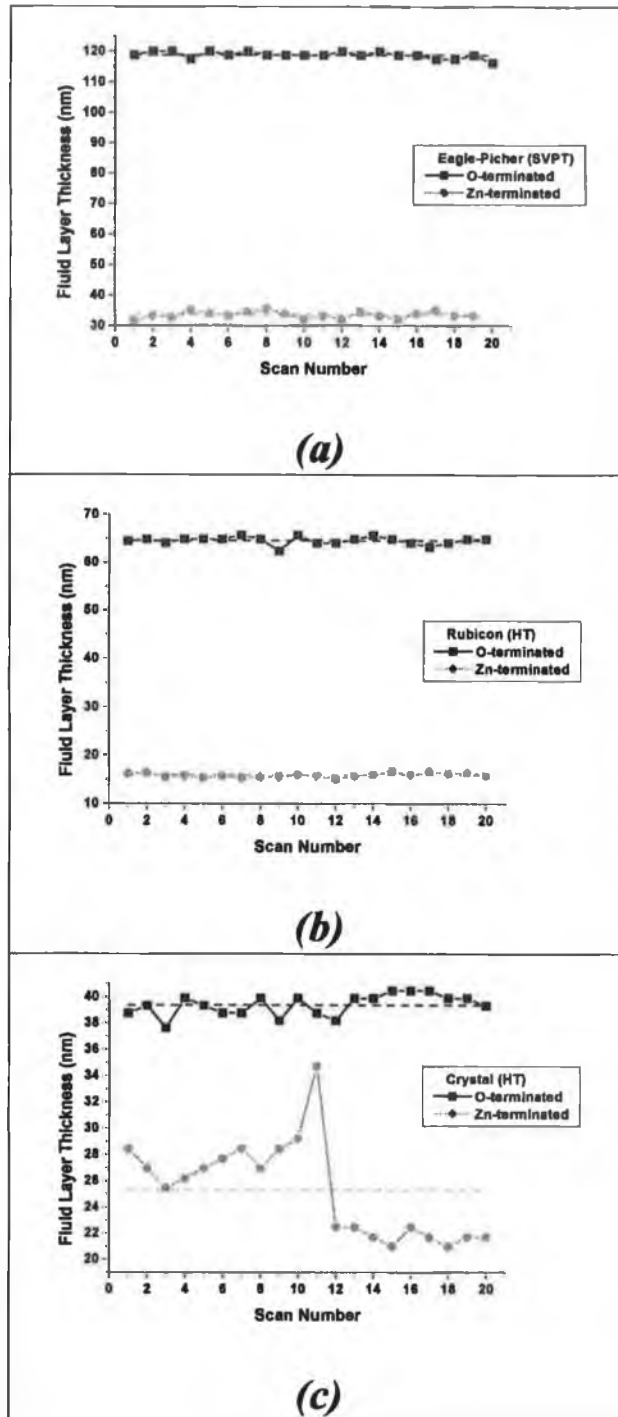 120
110
100
90
80
70
60
50
40
30
Fluid Layer Thickness (nm)
Eagle-Picher (SVPT)
O-terminated
Zn-terminated
0 2 4 6 8 10 12 14 16 18 20
Scan Number
(a)
70
60
50
40
30
20
10
Fluid Layer Thickness (nm)
Rubicon (HT)
O-terminated
Zn-terminated
0 2 4 6 8 10 12 14 16 18 20
Scan Number
(b)
40
38
36
34
32
30
28
26
24
22
20
Fluid Layer Thickness (nm)
Crystal (HT)
O-terminated
Zn-terminated
0 2 4 6 8 10 12 14 16 18 20
Scan Number
(c)